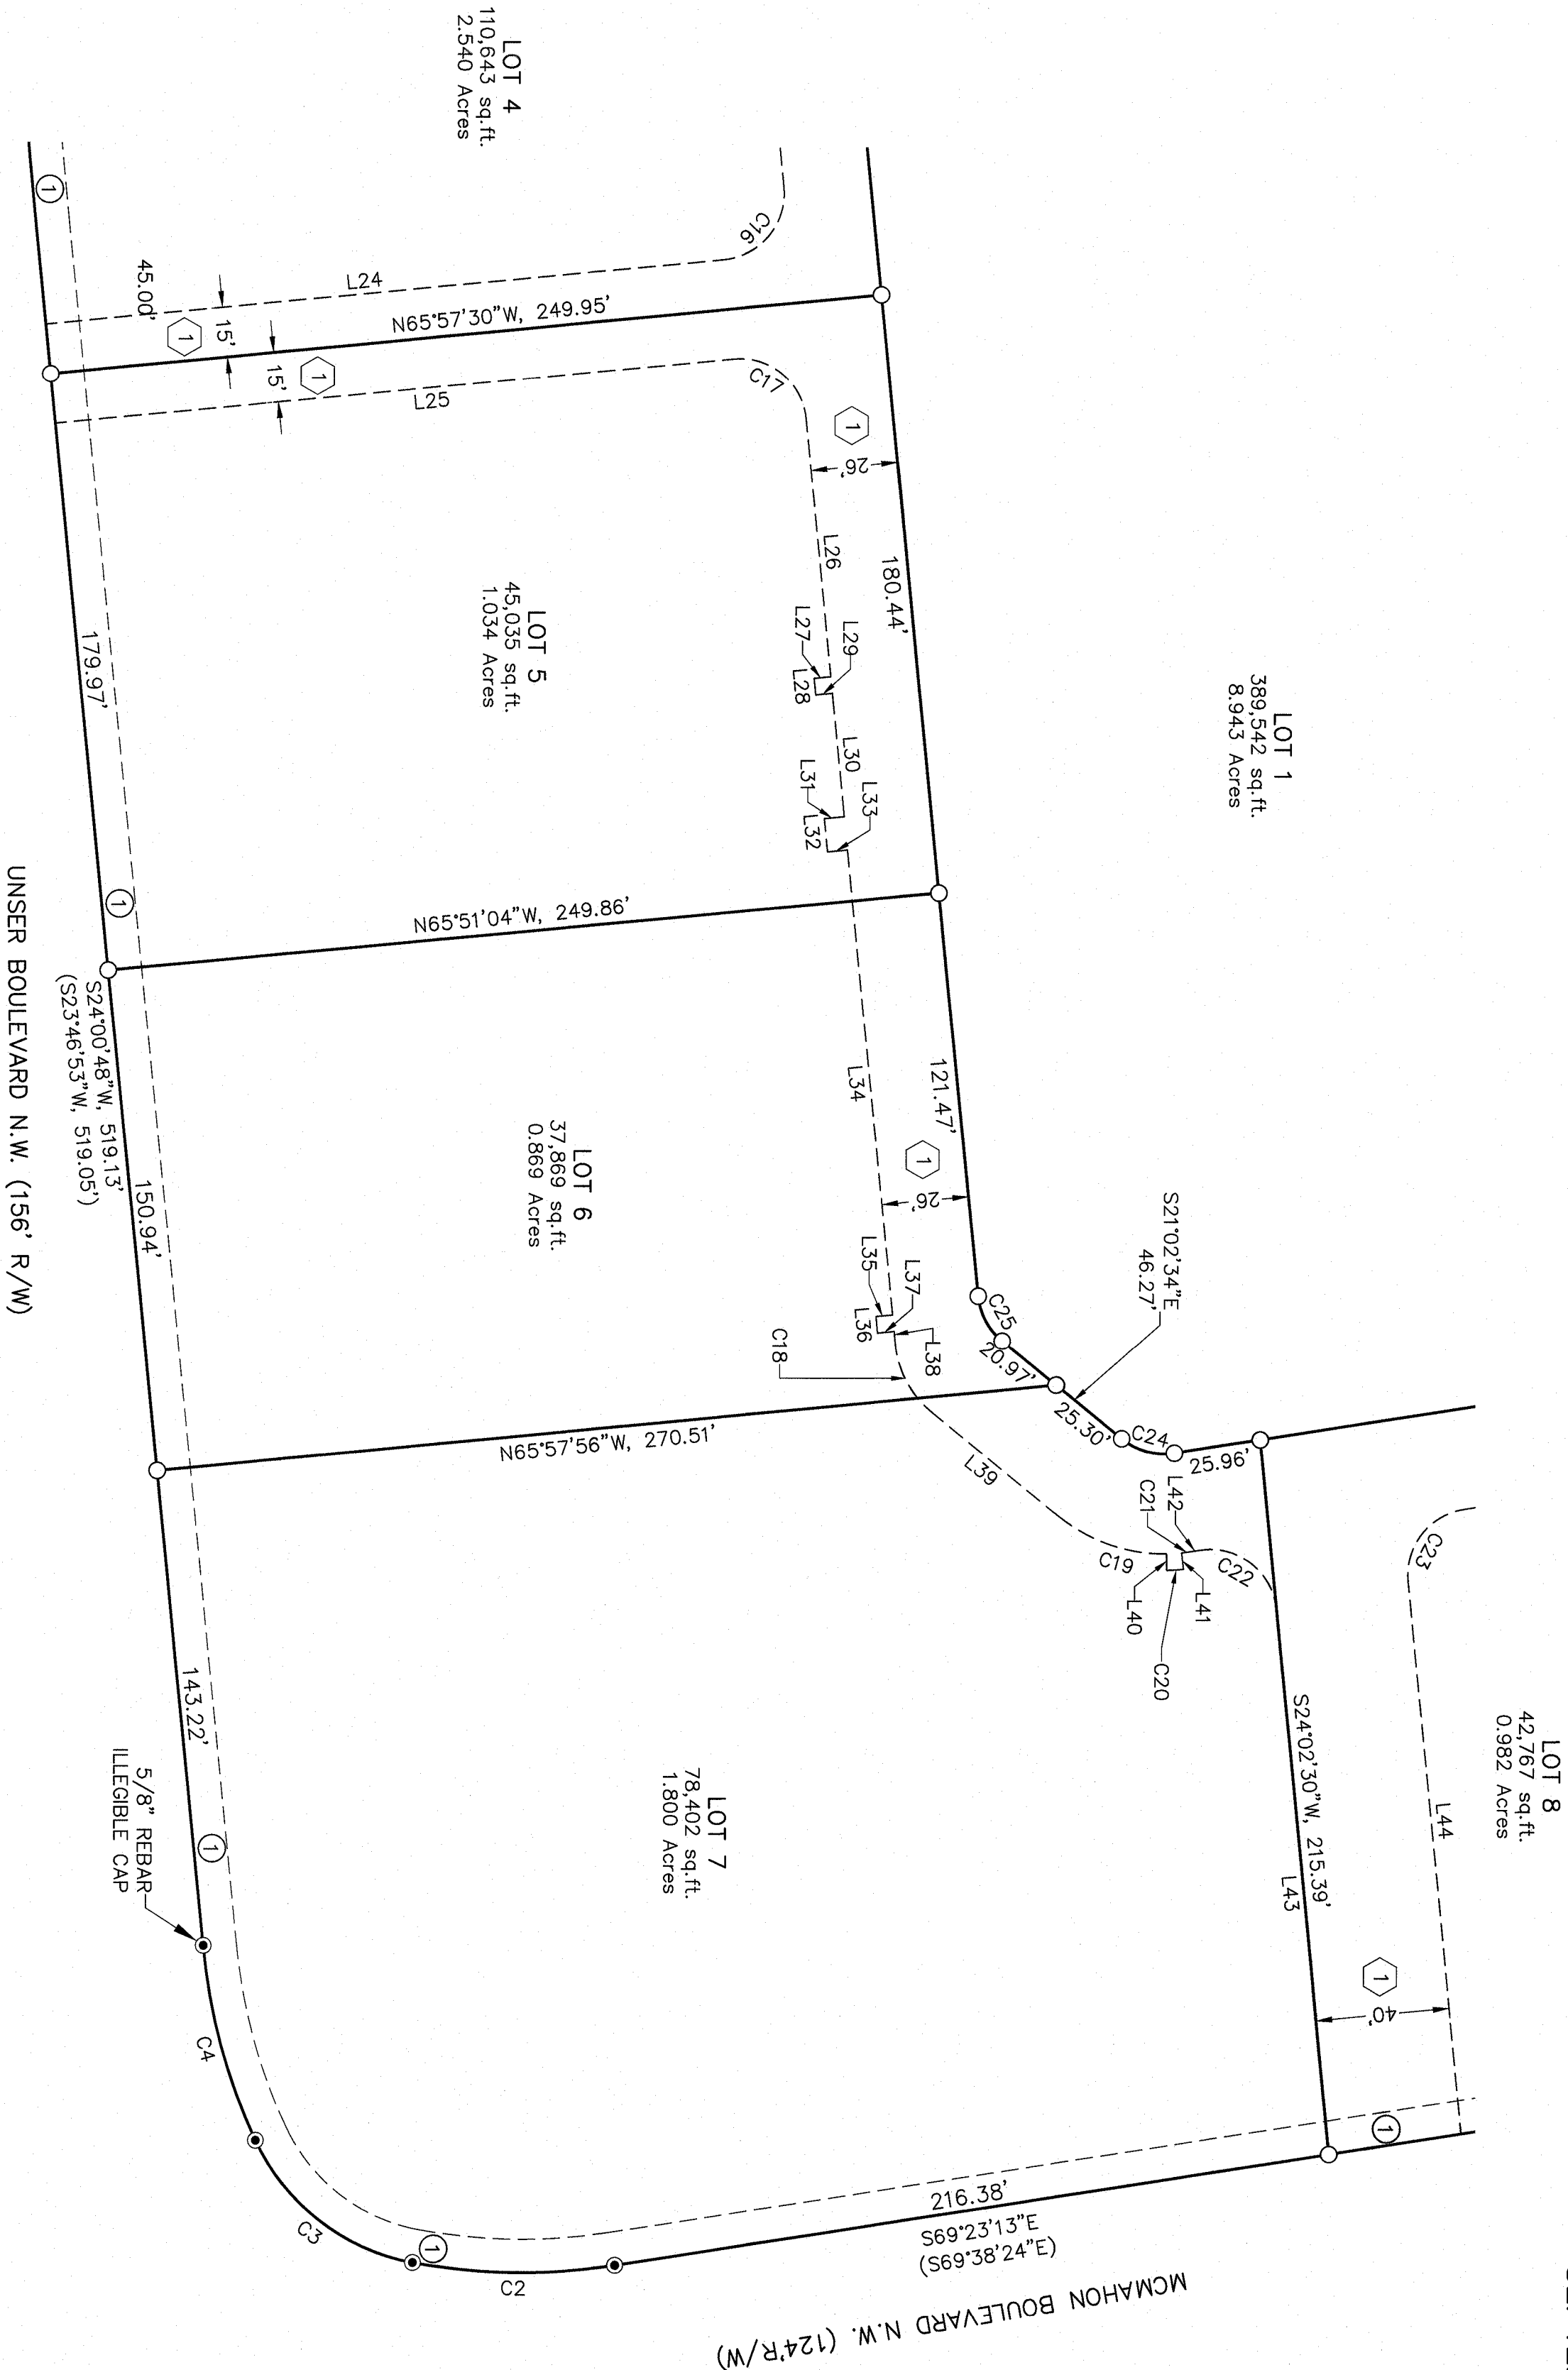 LOT 4
110,643 sq.ft.
2.540 Acres
C16
L24
45.00'
15'
1
15'
1
N65°57'30"W, 249.95'
L25
C17
1
26'
L26
180.44'
L27
L28
L29
L30
L31
L32
L33
LOT 5
45,035 sq.ft.
1.034 Acres
179.97'
1
1
LOT 1
389,542 sq.ft.
8.943 Acres
N65°51'04"W, 249.86'
S24°00'48"W, 519.13'
(S23°46'53"W, 519.05')
150.94'
UNSER BOULEVARD N.W. (156' R/W)
L34
121.47'
1
26'
LOT 6
37,869 sq.ft.
0.869 Acres
L35
L36
L37
L38
C18
C25
20.97'
S21°02'34"E
46.27'
25.30'
C24
25.96'
N65°57'56"W, 270.51'
L39
C19
L40
C20
L41
C21
L42
C22
C23
L44
LOT 8
42,767 sq.ft.
0.982 Acres
S24°02'30"W, 215.39'
L43
1
40'
1
LOT 7
78,402 sq.ft.
1.800 Acres
143.22'
1
5/8" REBAR
ILLEGIBLE CAP
C4
C3
1
C2
216.38'
S69°23'13"E
(S69°38'24"E)
MCMAHON BOULEVARD N.W. (124'R/W)